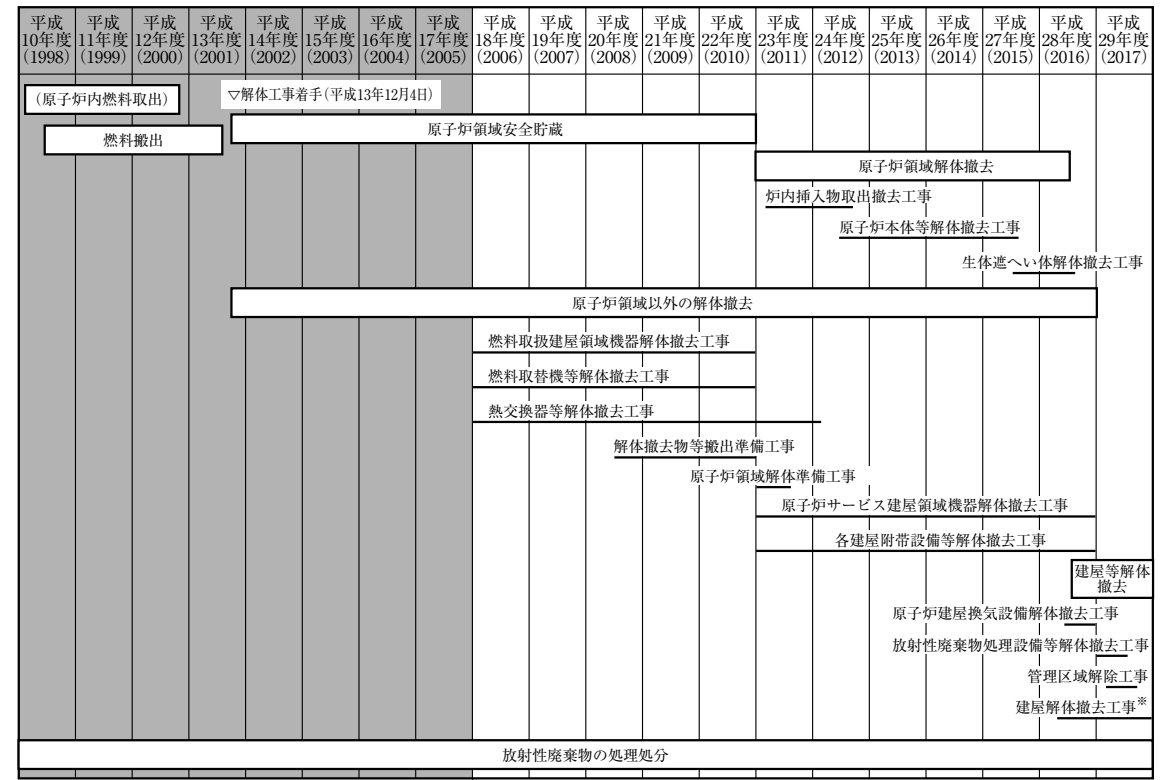 平成 平成 平成 平成 平成 平成 平成 平成 平成 平成 平成 平成 平成 平成 平成 平成 平成 平成 平成 平成
10年度 11年度 12年度 13年度 14年度 15年度 16年度 17年度 18年度 19年度 20年度 21年度 22年度 23年度 24年度 25年度 26年度 27年度 28年度 29年度
(1998) (1999) (2000) (2001) (2002) (2003) (2004) (2005) (2006) (2007) (2008) (2009) (2010) (2011) (2012) (2013) (2014) (2015) (2016) (2017)
(原子炉内燃料取出)
▽解体工事着手(平成13年12月4日)
燃料搬出
原子炉領域安全貯蔵
原子炉領域解体撤去
炉内挿入物取出撤去工事
原子炉本体等解体撤去工事
生体遮へい体解体撤去工事
原子炉領域以外の解体撤去
燃料取扱建屋領域機器解体撤去工事
燃料取替機等解体撤去工事
熱交換器等解体撤去工事
解体撤去物等搬出準備工事
原子炉領域解体準備工事
原子炉サービス建屋領域機器解体撤去工事
各建屋附帯設備等解体撤去工事
建屋等解体
撤去
原子炉建屋換気設備解体撤去工事
放射性廃棄物処理設備等解体撤去工事
管理区域解除工事
建屋解体撤去工事※
放射性廃棄物の処理処分